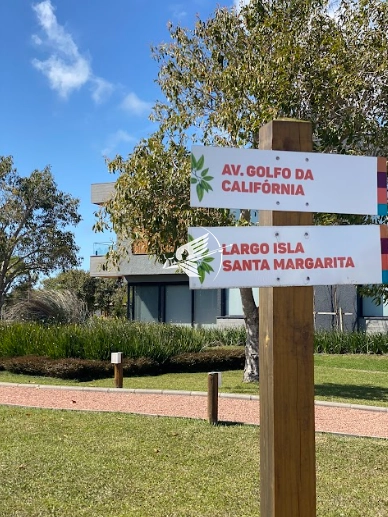 AV. GOLFO DA
CALIFÓRNIA
LARGO ISLA
SANTA MARGARITA